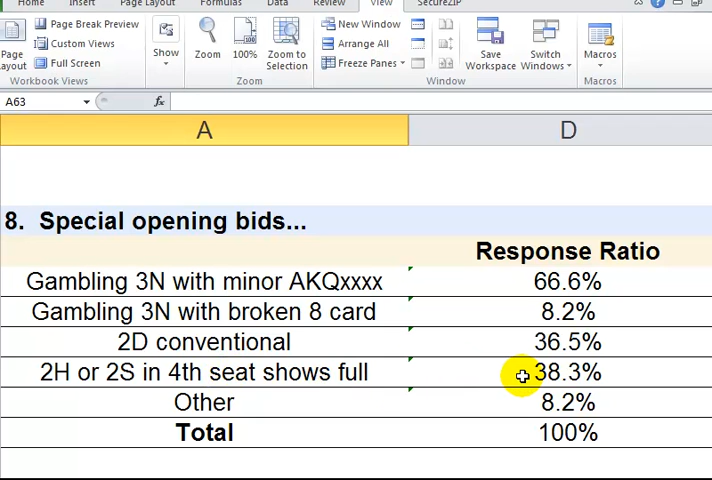 Home Insert Page Layout Formulas Data Review View SecureZIP
Page Layout
Page Break Preview
Custom Views
Full Screen
Workbook Views
Show
Zoom
100%
Zoom to Selection
Zoom
New Window
Arrange All
Freeze Panes
Window
Save Workspace
Switch Windows
Macros
Macros
A63
fx
A D
8. Special opening bids...
Response Ratio
Gambling 3N with minor AKQxxxx 66.6%
Gambling 3N with broken 8 card 8.2%
2D conventional 36.5%
2H or 2S in 4th seat shows full 38.3%
Other 8.2%
Total 100%